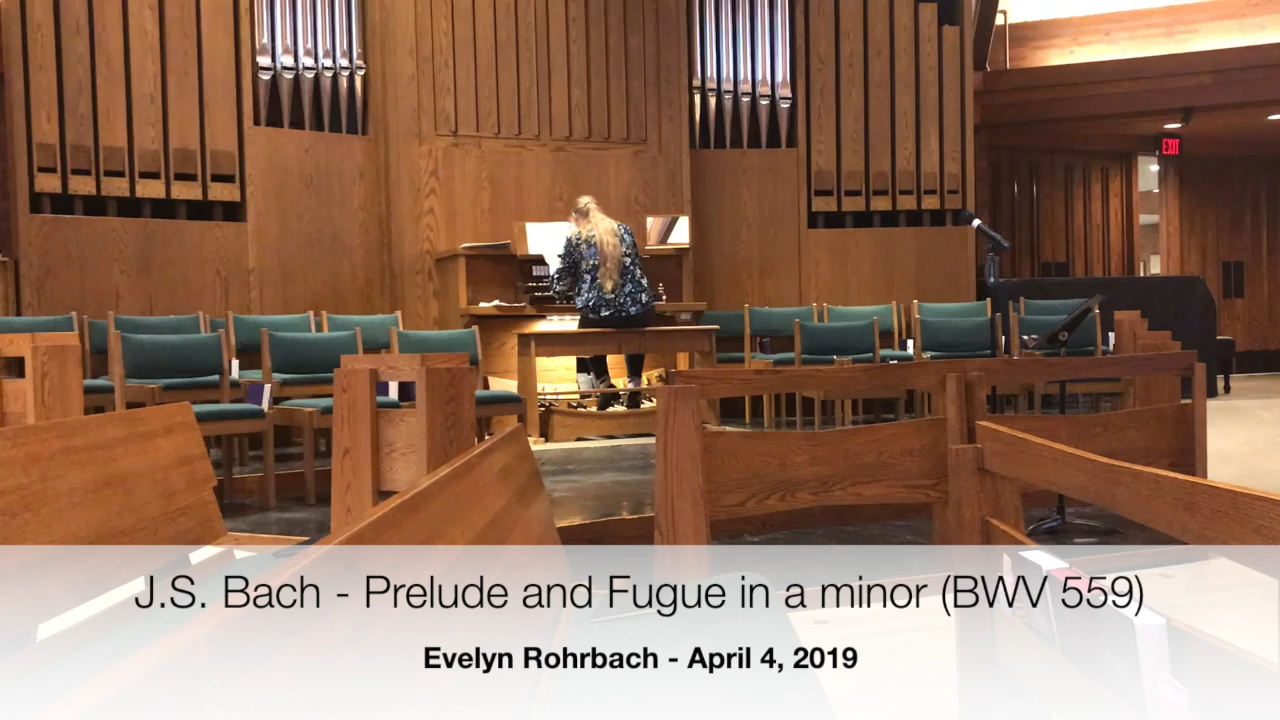 EXIT
J.S. Bach - Prelude and Fugue in a minor (BWV 559)
Evelyn Rohrbach - April 4, 2019